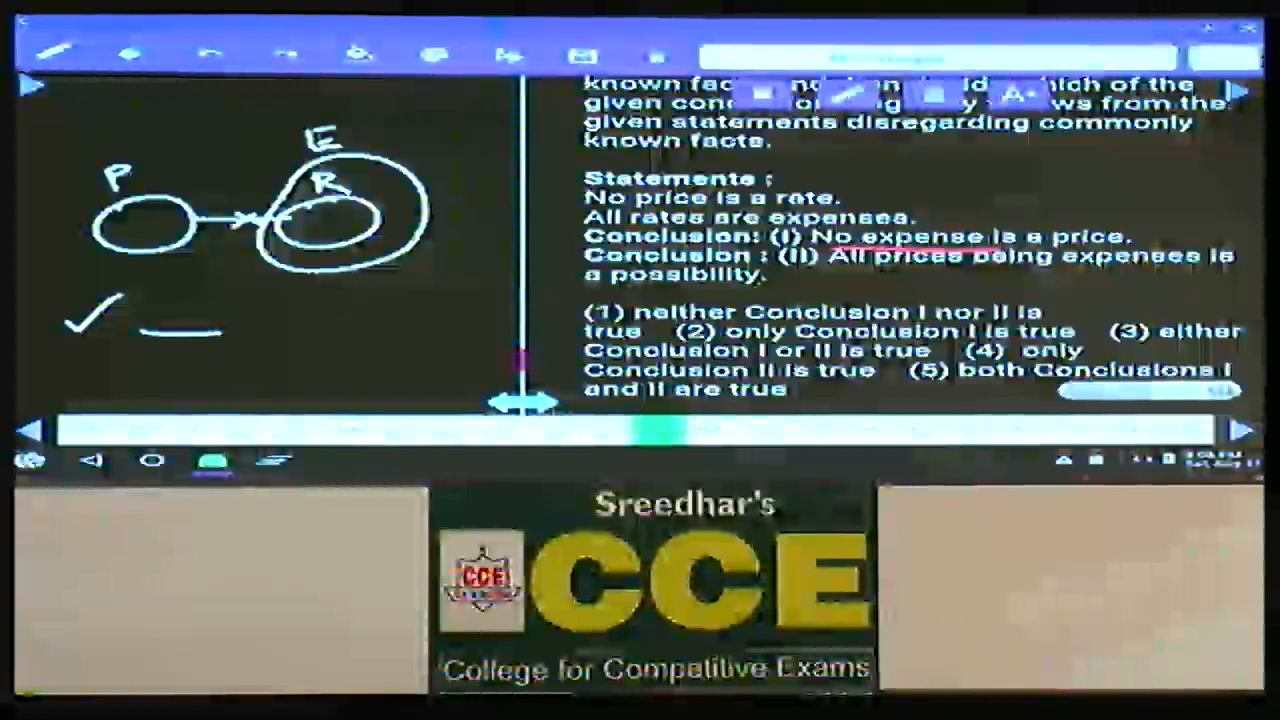 E
P
R
known
given
given statements disregarding commonly
known facts.
Statements :
No price is a rate.
All rates are expenses.
Conclusion: (I) No expense is a price.
Conclusion : (II) All prices being expenses is
a possibility.
(1) neither Conclusion I nor II is
true (2) only Conclusion I is true (3) either
Conclusion I or II is true (4) only
Conclusion II is true (5) both Conclusions I
and II are true
Sreedhar's
CCE
CCE
College for Competitive Exams